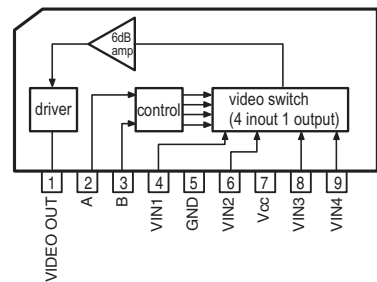 6dB
amp
driver
control
video switch
(4 inout 1 output)
1 2 3 4 5 6 7 8 9
VIDEO OUT
A
B
VIN1
GND
VIN2
Vcc
VIN3
VIN4